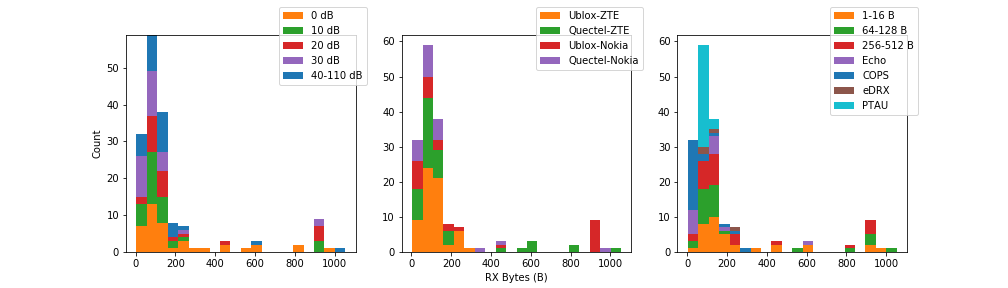 0 dB
10 dB
20 dB
30 dB
40-110 dB
Count
50
40
30
20
10
0
0 200 400 600 800 1000
Ublox-ZTE
Quectel-ZTE
Ublox-Nokia
Quectel-Nokia
60
50
40
30
20
10
0
0 200 400 600 800 1000
RX Bytes (B)
1-16 B
64-128 B
256-512 B
Echo
COPS
eDRX
PTAU
60
50
40
30
20
10
0
0 200 400 600 800 1000